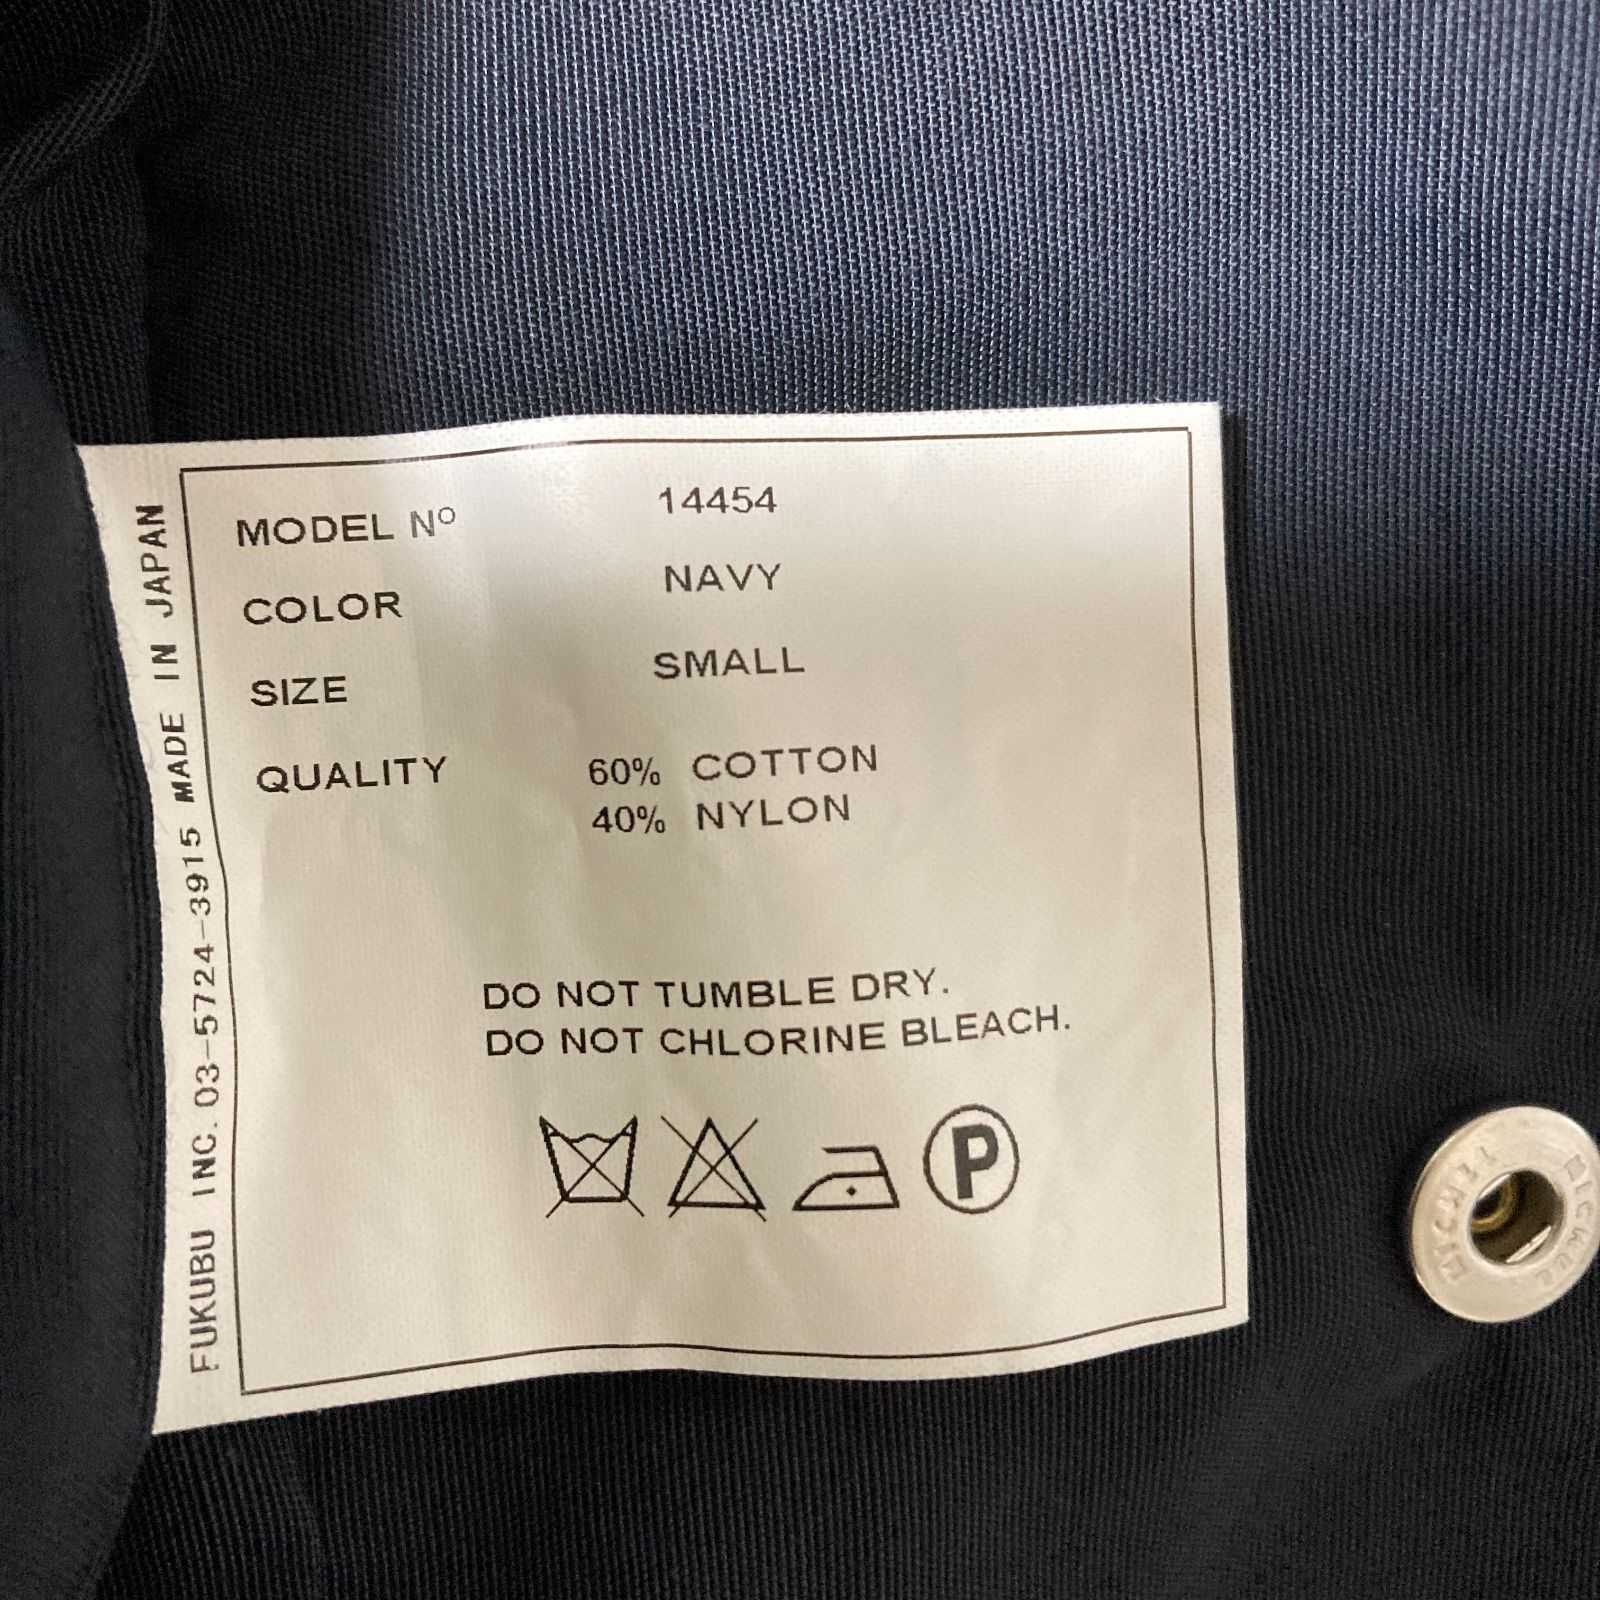 MODEL Nº 14454
COLOR NAVY
SIZE SMALL
QUALITY 60% COTTON
40% NYLON
DO NOT TUMBLE DRY.
DO NOT CHLORINE BLEACH.
P
FUKUBU INC. 03-5724-3915 MADE IN JAPAN